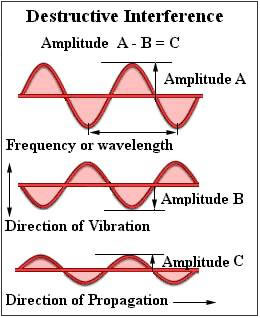 Destructive Interference
Amplitude A - B = C
Amplitude A
Frequency or wavelength
Amplitude B
Direction of Vibration
Amplitude C
Direction of Propagation